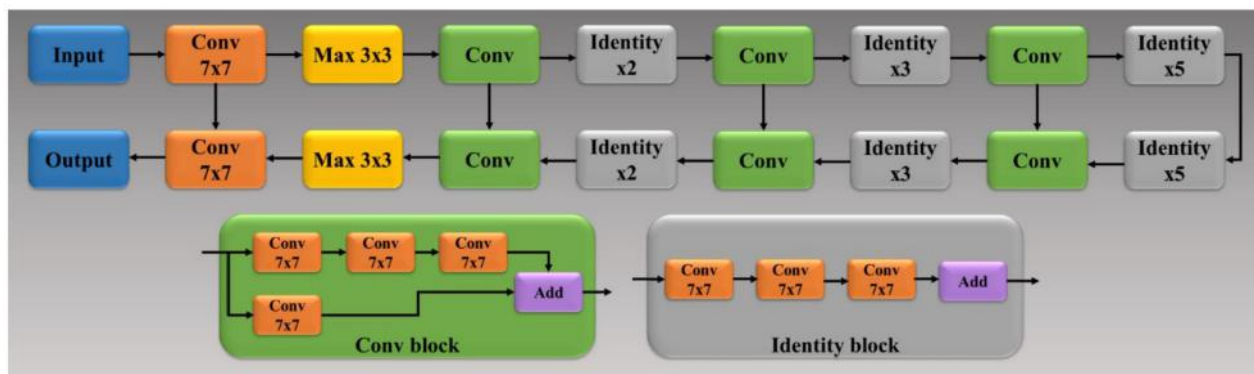 Input
Conv
7x7
Max 3x3
Conv
Identity
x2
Conv
Identity
x3
Conv
Identity
x5
Output
Conv
7x7
Max 3x3
Conv
Identity
x2
Conv
Identity
x3
Conv
Identity
x5
Conv
7x7
Conv
7x7
Conv
7x7
Add
Conv
7x7
Conv block
Conv
7x7
Conv
7x7
Conv
7x7
Add
Identity block